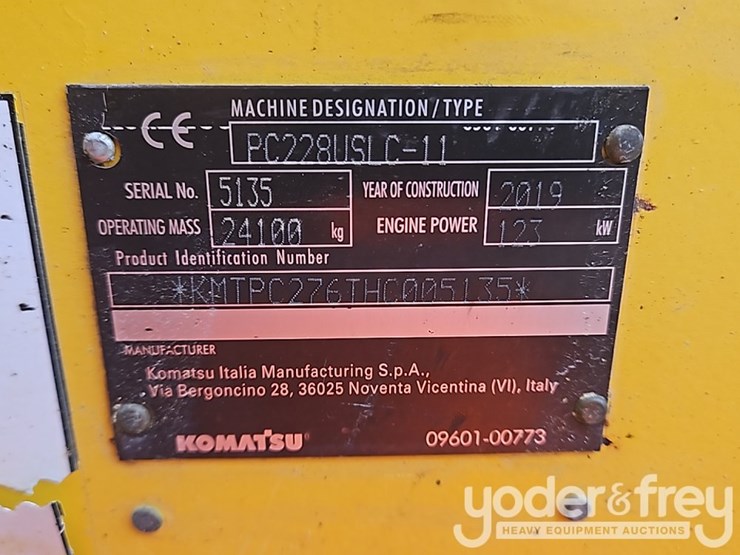 MACHINE DESIGNATION/TYPE
CE
PC228USLC-11
SERIAL No. 5135 YEAR OF CONSTRUCTION 2019
OPERATING MASS 24100 kg ENGINE POWER 123 kW
Product Identification Number
*KMTPC276THC005135*
MANUFACTURER
Komatsu Italia Manufacturing S.p.A.,
Via Bergoncino 28, 36025 Noventa Vicentina (VI), Italy
KOMATSU 09601-00773
yoder&frey
HEAVY EQUIPMENT AUCTIONS